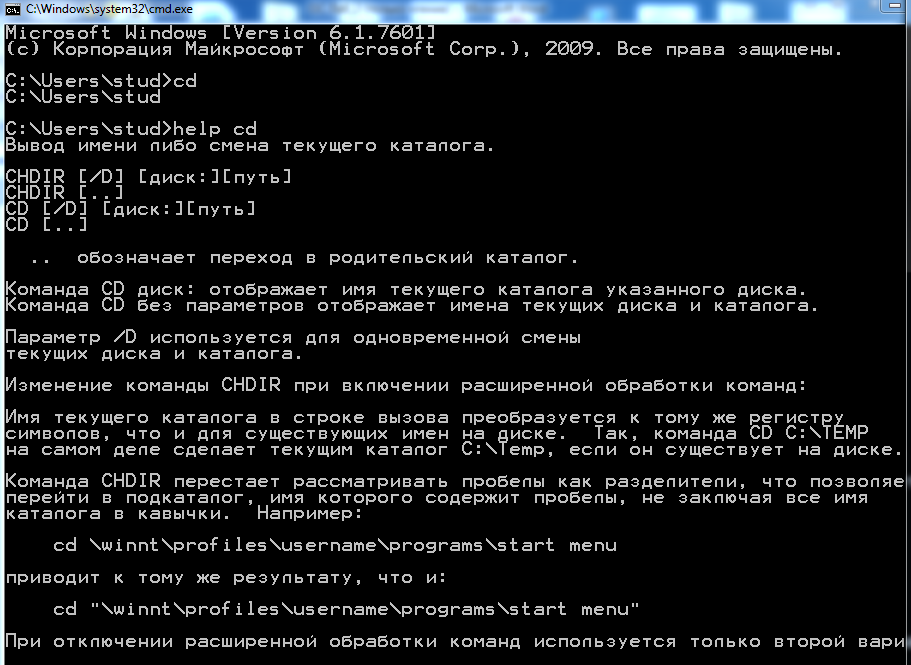 C:\Windows\system32\cmd.exe
Microsoft Windows [Version 6.1.7601]
(c) Корпорация Майкрософт (Microsoft Corp.), 2009. Все права защищены.
C:\Users\stud>cd
C:\Users\stud
C:\Users\stud>help cd
Вывод имени либо смена текущего каталога.
CHDIR [/D] [диск:][путь]
CHDIR [..]
CD [/D] [диск:][путь]
CD [..]
.. обозначает переход в родительский каталог.
Команда CD диск: отображает имя текущего каталога указанного диска.
Команда CD без параметров отображает имена текущих диска и каталога.
Параметр /D используется для одновременной смены
текущих диска и каталога.
Изменение команды CHDIR при включении расширенной обработки команд:
Имя текущего каталога в строке вызова преобразуется к тому же регистру
символов, что и для существующих имен на диске. Так, команда CD C:\TEMP
на самом деле сделает текущим каталог C:\Temp, если он существует на диске.
Команда CHDIR перестает рассматривать пробелы как разделители, что позволяе
перейти в подкаталог, имя которого содержит пробелы, не заключая все имя
каталога в кавычки. Например:
cd \winnt\profiles\username\programs\start menu
приводит к тому же результату, что и:
cd "\winnt\profiles\username\programs\start menu"
При отключении расширенной обработки команд используется только второй вари